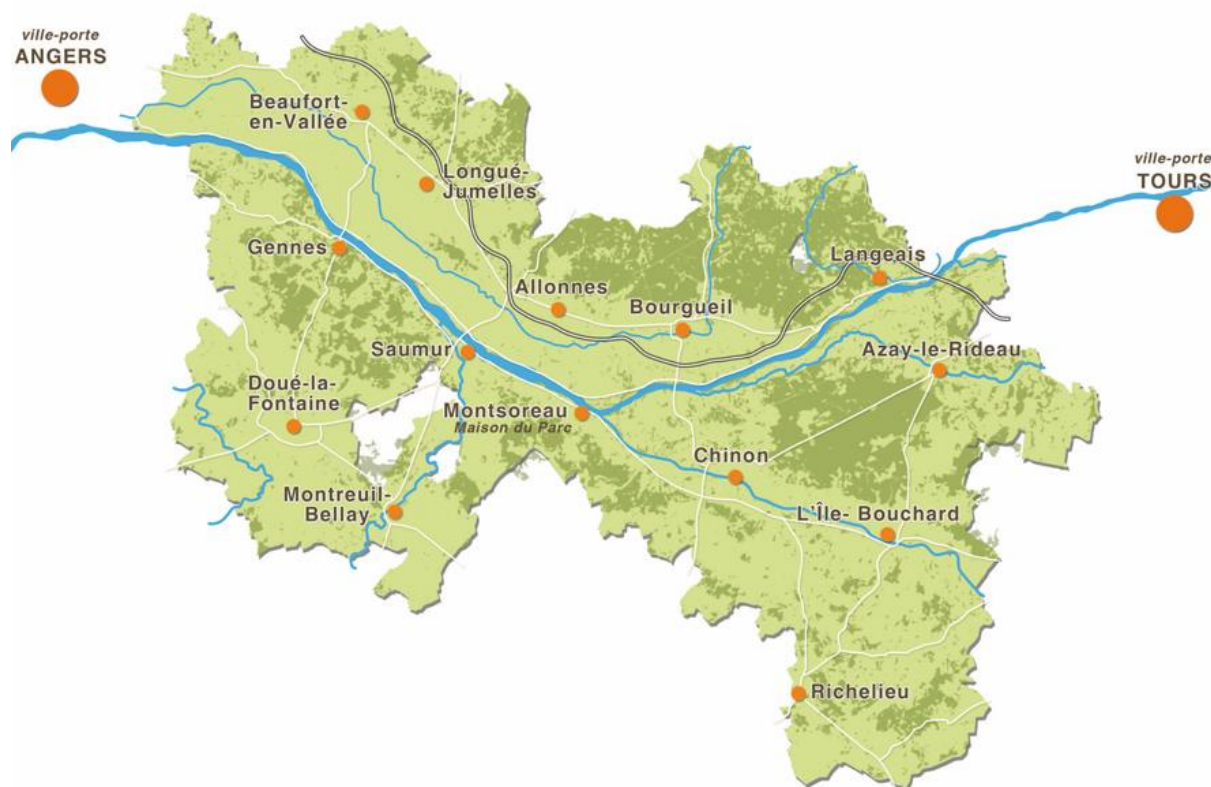 ville-porte
ANGERS
Beaufort-
en-Vallée
Longué-
Jumelles
ville-porte
TOURS
Gennes
Langeais
Allonnes
Bourgueil
Saumur
Azay-le-Rideau
Doué-la-
Fontaine
Montsoreau
Maison du Parc
Chinon
Montreuil-
Bellay
L'Île- Bouchard
Richelieu